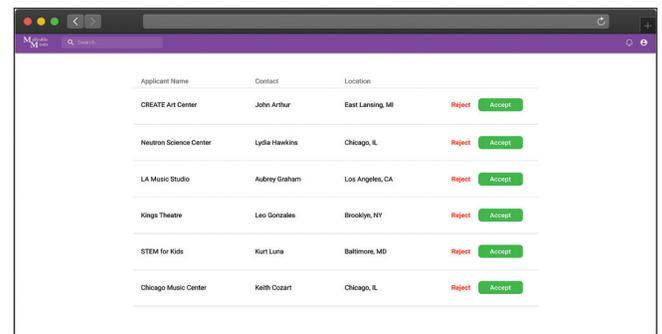 Search
Applicant Name Contact Location
CREATE Art Center John Arthur East Lansing, MI Reject Accept
Neutron Science Center Lydia Hawkins Chicago, IL Reject Accept
LA Music Studio Aubrey Graham Los Angeles, CA Reject Accept
Kings Theatre Leo Gonzales Brooklyn, NY Reject Accept
STEM for Kids Kurt Luna Baltimore, MD Reject Accept
Chicago Music Center Keith Cozart Chicago, IL Reject Accept